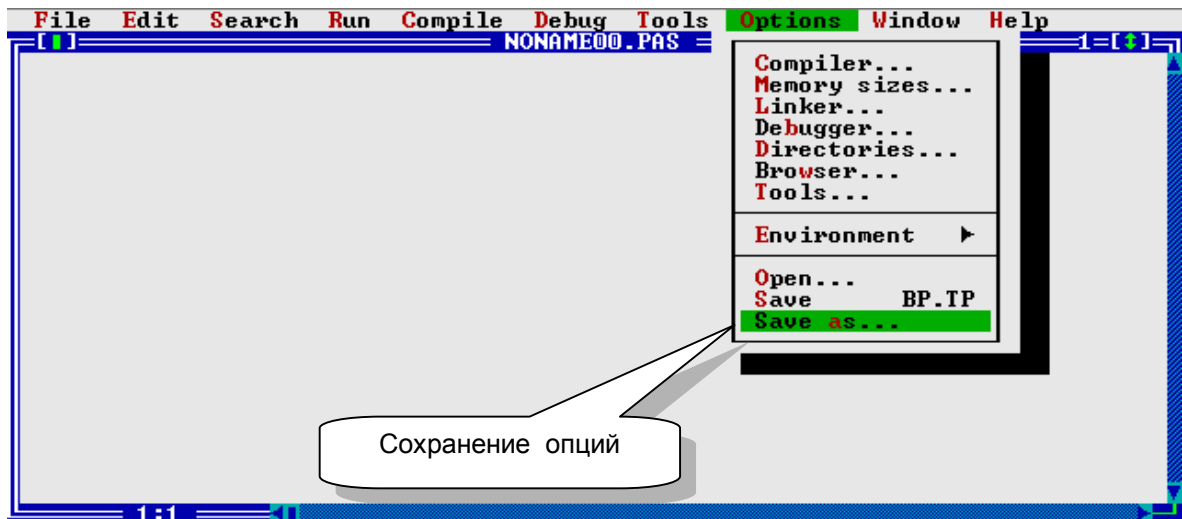 File Edit Search Run Compile Debug Tools Options Window Help
NONAME00.PAS 1=[↕]
Compiler...
Memory sizes...
Linker...
Debugger...
Directories...
Browser...
Tools...
Environment ►
Open...
Save BP.TP
Save as...
Сохранение опций
1:1